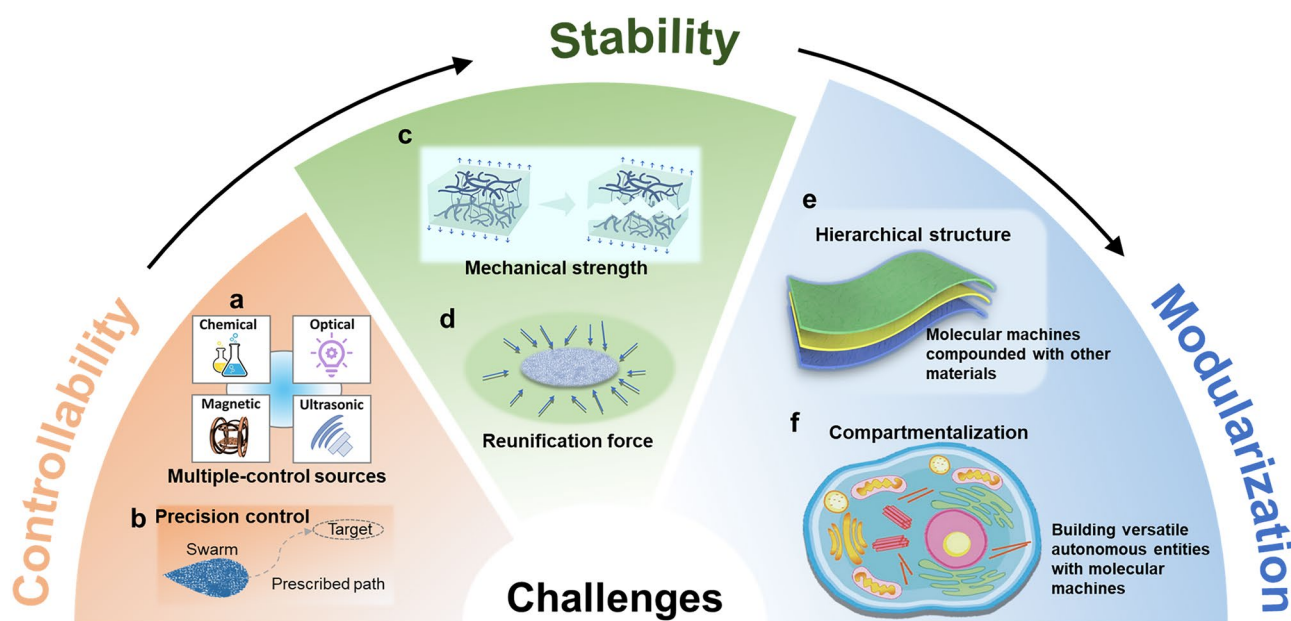 Controllability
Stability
Modularization
a
Chemical
Optical
Magnetic
Ultrasonic
Multiple-control sources
b
Precision control
Swarm
Target
Prescribed path
c
Mechanical strength
d
Reunification force
e
Hierarchical structure
Molecular machines
compounded with other
materials
f
Compartmentalization
Building versatile
autonomous entities
with molecular
machines
Challenges